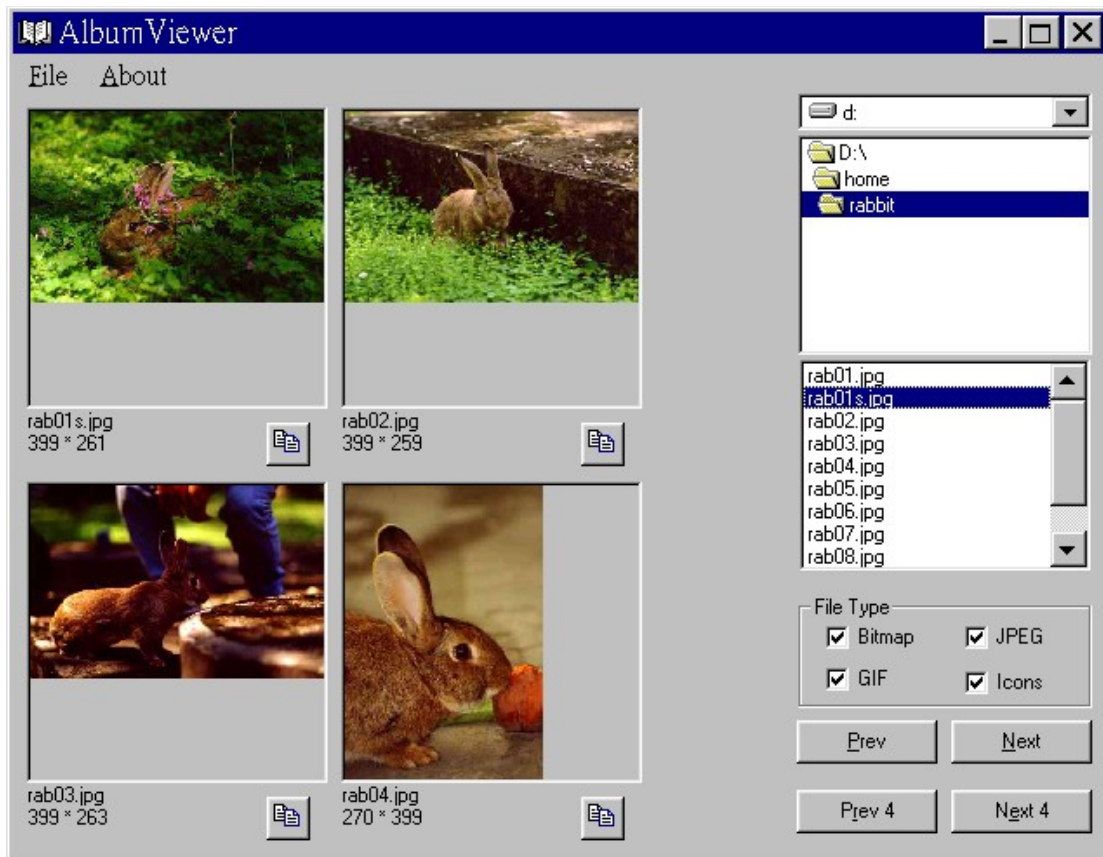 AlbumViewer
File About
rab01s.jpg
399 * 261
rab02.jpg
399 * 259
rab03.jpg
399 * 263
rab04.jpg
270 * 399
d:
D:\
home
rabbit
rab01.jpg
rab01s.jpg
rab02.jpg
rab03.jpg
rab04.jpg
rab05.jpg
rab06.jpg
rab07.jpg
rab08.jpg
File Type
Bitmap JPEG
GIF Icons
Prev Next
Prev 4 Next 4